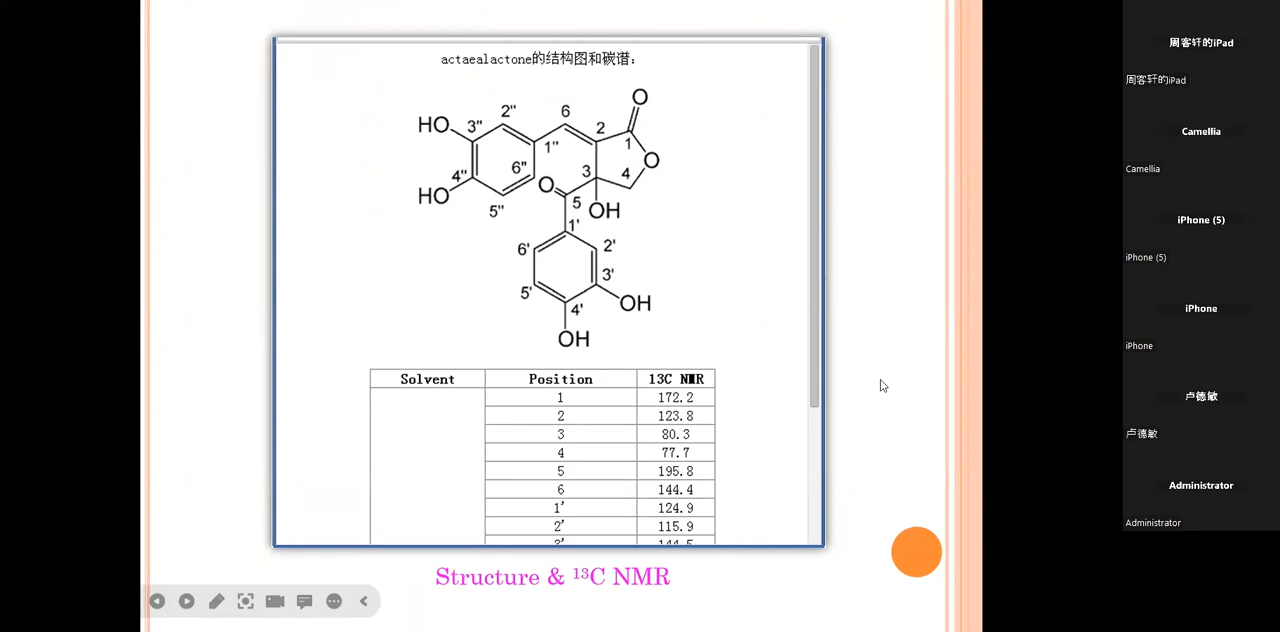 actaealactone的结构图和碳谱：
O
HO
2"
6
3"
2
1"
1
O
6"
3
4
4"
O
HO
5
OH
5"
1'
6'
2'
3'
5'
OH
4'
OH
Solvent Position 13C NMR
1 172.2
2 123.8
3 80.3
4 77.7
5 195.8
6 144.4
1' 124.9
2' 115.9
3' 144.5
Structure & ¹³C NMR
周客轩的iPad
周客轩的iPad
Camellia
Camellia
iPhone (5)
iPhone (5)
iPhone
iPhone
卢德敏
卢德敏
Administrator
Administrator